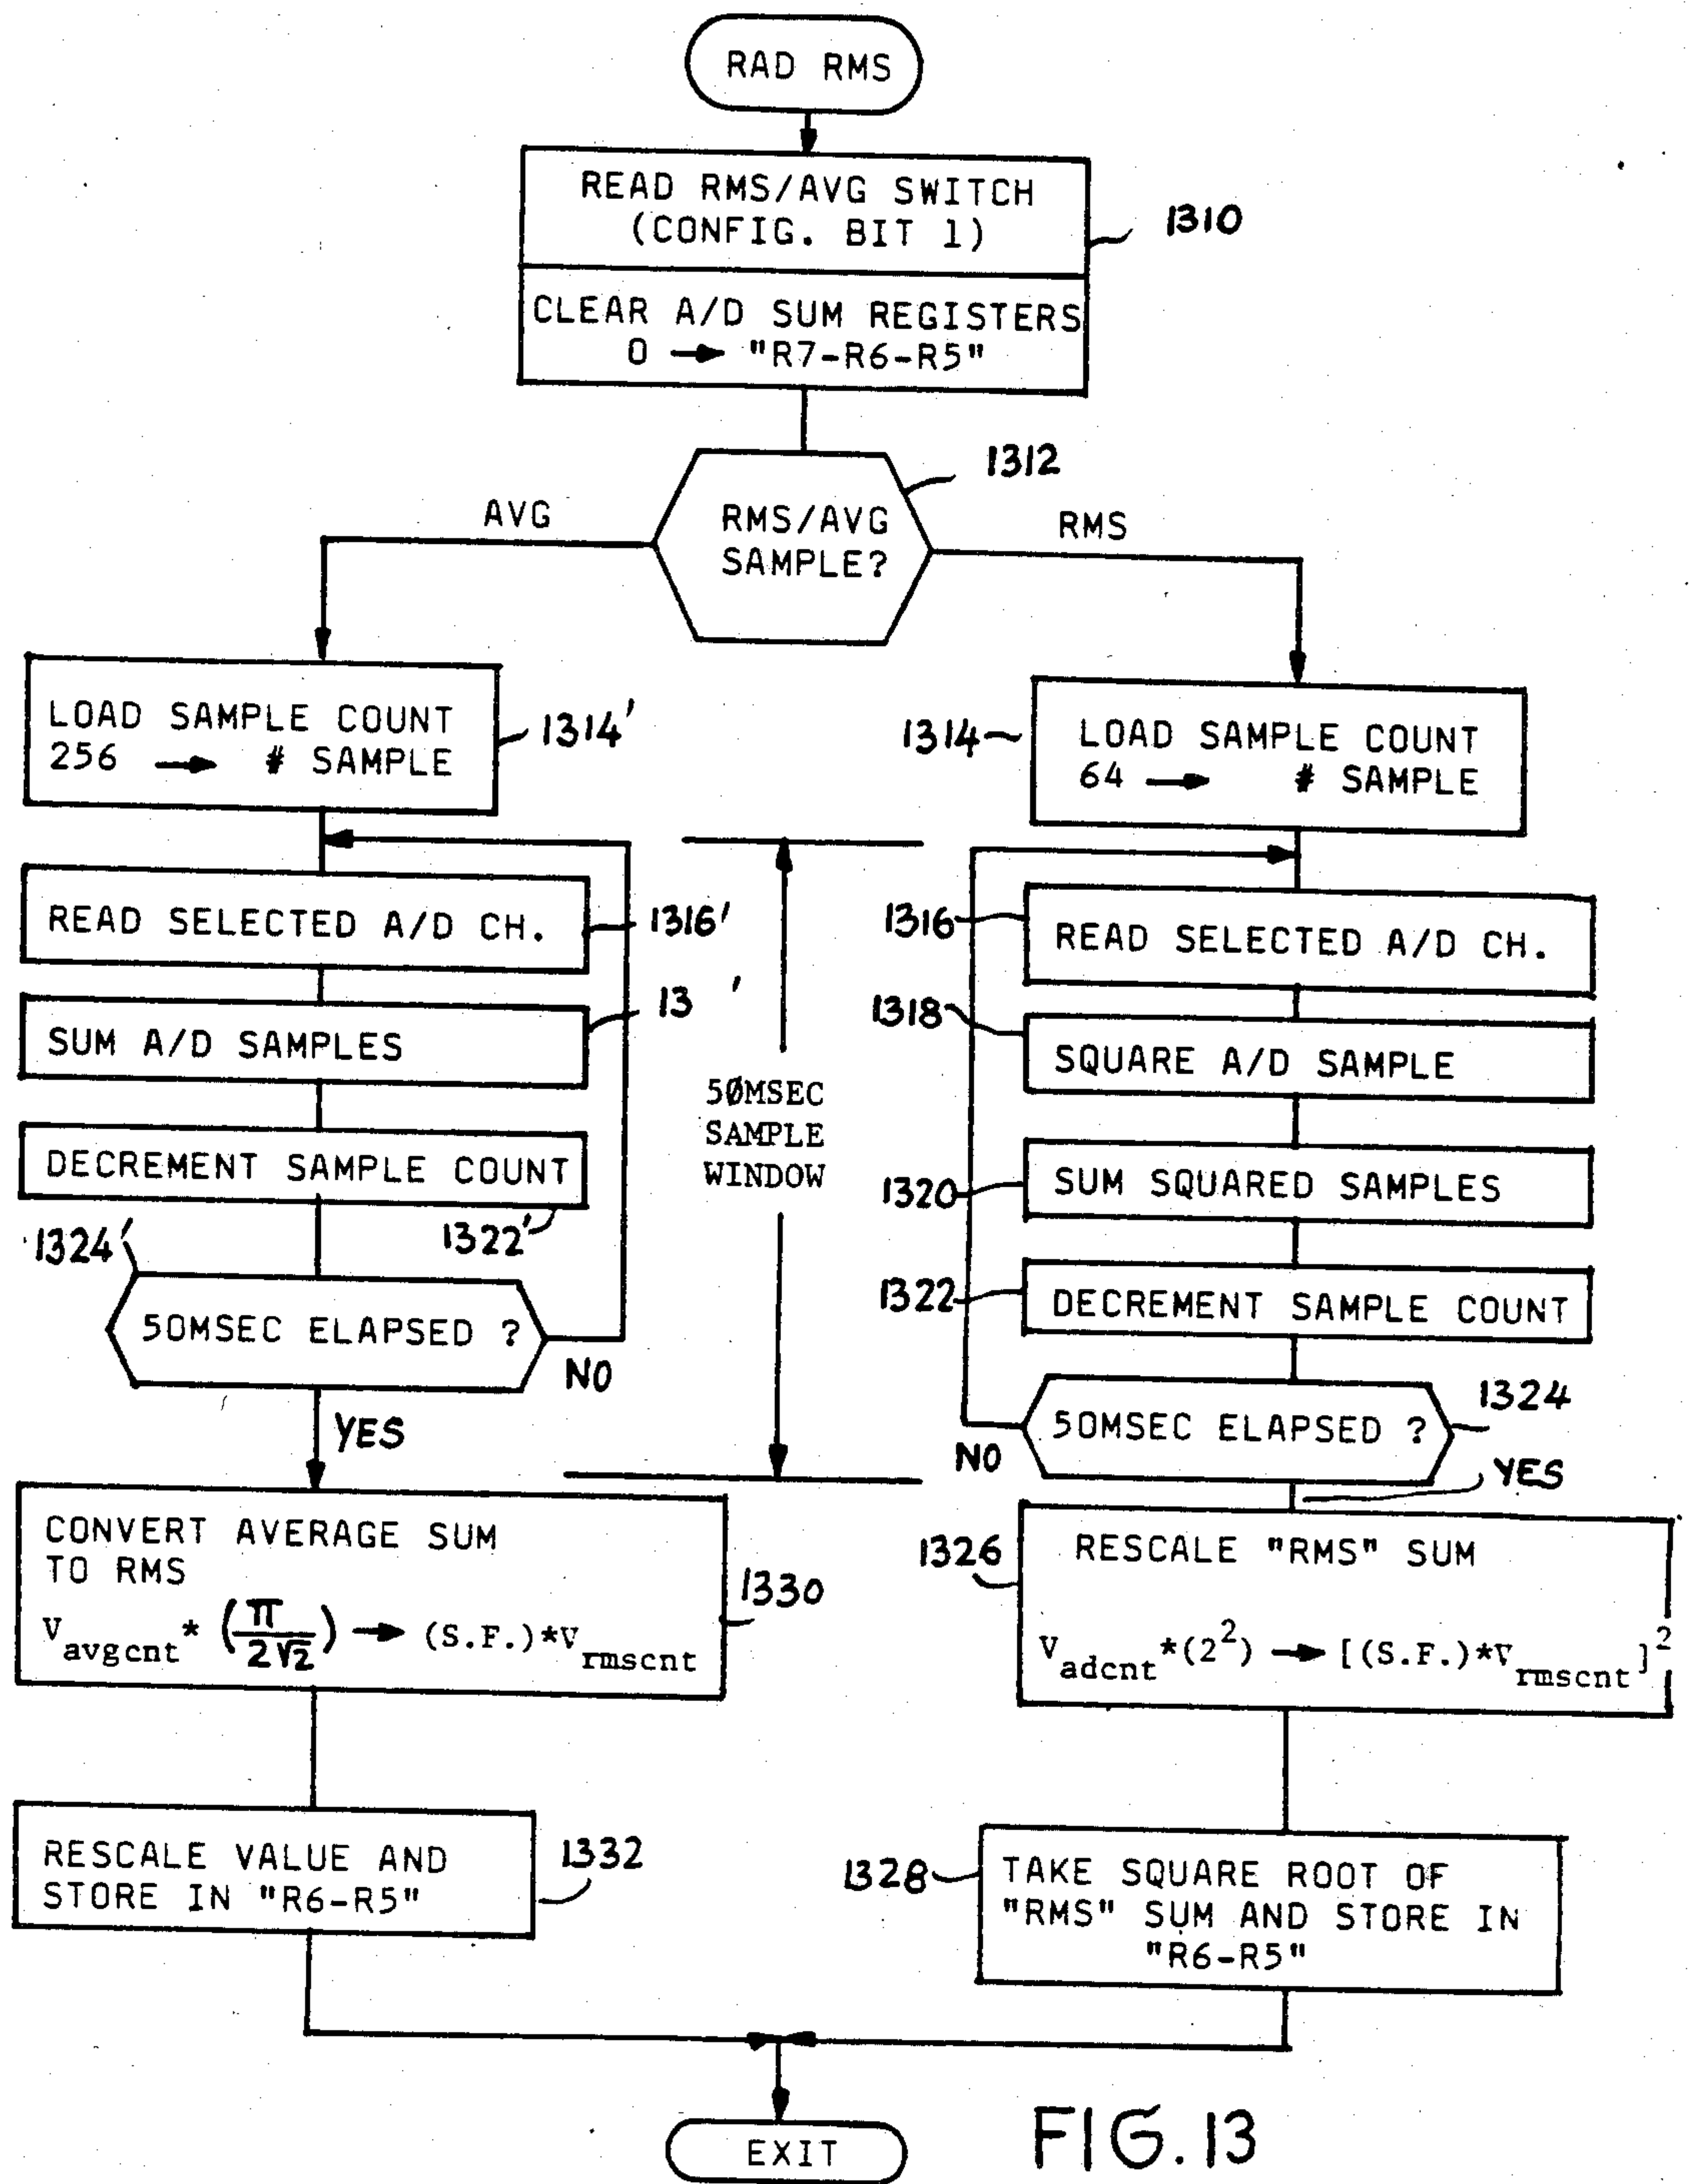 RAD RMS
READ RMS/AVG SWITCH
(CONFIG. BIT 1)
1310
CLEAR A/D SUM REGISTERS
0 → "R7-R6-R5"
1312
RMS/AVG
SAMPLE?
AVG
RMS
LOAD SAMPLE COUNT
256 → # SAMPLE
1314'
READ SELECTED A/D CH.
1316'
SUM A/D SAMPLES
13 '
DECREMENT SAMPLE COUNT
1322'
1324'
50MSEC ELAPSED ?
NO
YES
CONVERT AVERAGE SUM
TO RMS
V_avgcnt * (π/2√2) → (S.F.)*V_rmscnt
1330
RESCALE VALUE AND
STORE IN "R6-R5"
1332
50MSEC
SAMPLE
WINDOW
1314
LOAD SAMPLE COUNT
64 → # SAMPLE
1316
READ SELECTED A/D CH.
1318
SQUARE A/D SAMPLE
1320
SUM SQUARED SAMPLES
1322
DECREMENT SAMPLE COUNT
1324
50MSEC ELAPSED ?
NO
YES
1326
RESCALE "RMS" SUM
V_adcnt *(2²) → [(S.F.)*V_rmscnt]²
1328
TAKE SQUARE ROOT OF
"RMS" SUM AND STORE IN
"R6-R5"
EXIT
FIG.13